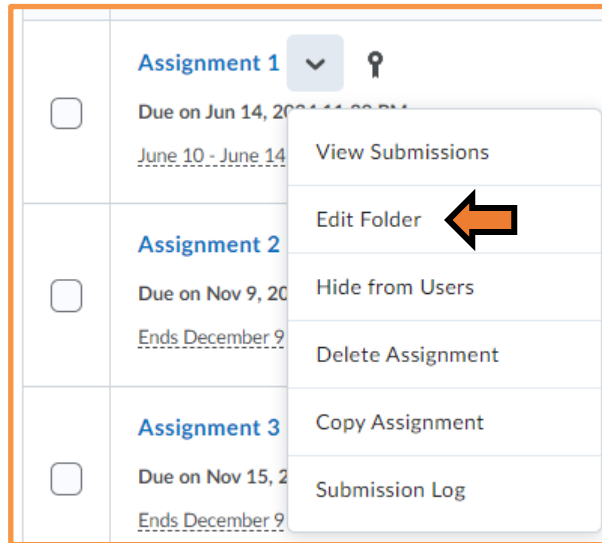 Assignment 1
Due on Jun 14, 20
June 10 - June 14
View Submissions
Edit Folder
Hide from Users
Delete Assignment
Copy Assignment
Submission Log
Assignment 2
Due on Nov 9, 20
Ends December 9
Assignment 3
Due on Nov 15, 2
Ends December 9